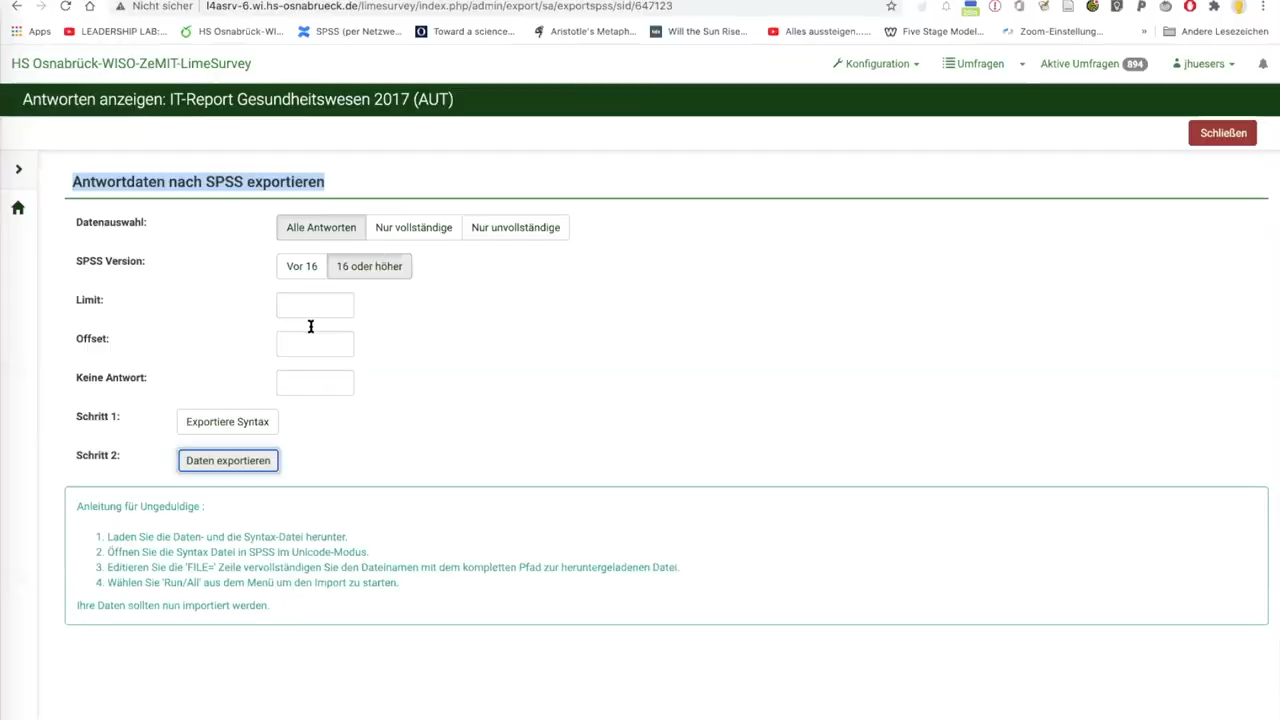 Nicht sicher l4asrv-6.wi.hs-osnabrueck.de/limesurvey/index.php/admin/export/sa/exportspss/sid/647123
Apps LEADERSHIP LAB:... HS Osnabrück-WI... SPSS (per Netzwe... Toward a science... Aristotle's Metaph... Will the Sun Rise... Alles aussteigen..... Five Stage Model... Zoom-Einstellung... » Andere Lesezeichen
HS Osnabrück-WISO-ZeMIT-LimeSurvey Konfiguration Umfragen Aktive Umfragen 894 jhuesers
Antworten anzeigen: IT-Report Gesundheitswesen 2017 (AUT)
Schließen
Antwortdaten nach SPSS exportieren
Datenauswahl: Alle Antworten Nur vollständige Nur unvollständige
SPSS Version: Vor 16 16 oder höher
Limit:
Offset:
Keine Antwort:
Schritt 1: Exportiere Syntax
Schritt 2: Daten exportieren
Anleitung für Ungeduldige :
1. Laden Sie die Daten- und die Syntax-Datei herunter.
2. Öffnen Sie die Syntax Datei in SPSS im Unicode-Modus.
3. Editieren Sie die 'FILE=' Zeile vervollständigen Sie den Dateinamen mit dem kompletten Pfad zur heruntergeladenen Datei.
4. Wählen Sie 'Run/All' aus dem Menü um den Import zu starten.
Ihre Daten sollten nun importiert werden.